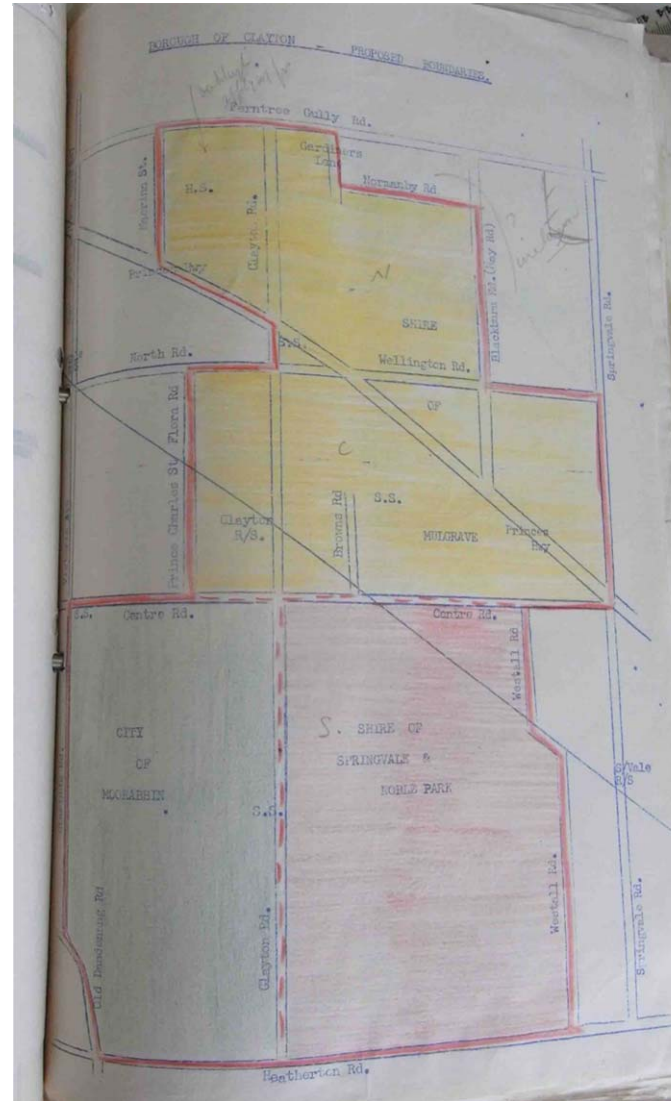 BOROUGH OF CLAYTON - PROPOSED BOUNDARIES.
Ferntree Gully Rd.
Gardiners
Lane
Normanby Rd
H.S.
Clayton Rd.
Princes Hwy
Blackburn Rd. (Bay Rd)
Springvale Rd.
N
SHIRE
North Rd.
Wellington Rd.
OF
Prince Charles St. Flora Rd
C
Clayton
R/S.
Browns Rd
S.S.
MULGRAVE
Princes
Hwy
S.S.
Centre Rd.
Centre Rd.
Westall Rd
CITY
OF
MOORABBIN
S. SHIRE OF
SPRINGVALE &
NOBLE PARK
S.S.
S/Vale
R/S
Old Dandenong Rd
Clayton Rd.
Westall Rd
Springvale Rd.
Heatherton Rd.